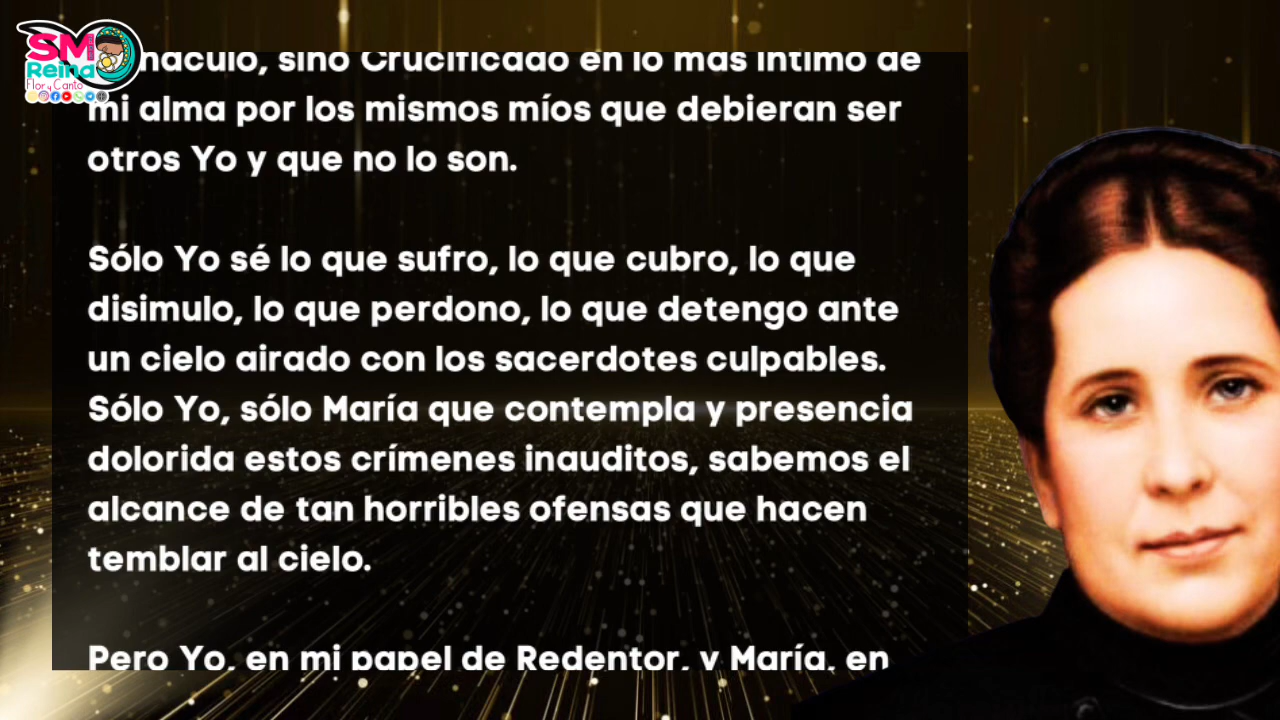 SM
Reina
Flor y Canto
sino Crucificado en lo más íntimo de
mi alma por los mismos míos que debieran ser
otros Yo y que no lo son.
Sólo Yo sé lo que sufro, lo que cubro, lo que
disimulo, lo que perdono, lo que detengo ante
un cielo airado con los sacerdotes culpables.
Sólo Yo, sólo María que contempla y presencia
dolorida estos crímenes inauditos, sabemos el
alcance de tan horribles ofensas que hacen
temblar al cielo.
Pero Yo, en mi papel de Redentor, y María, en